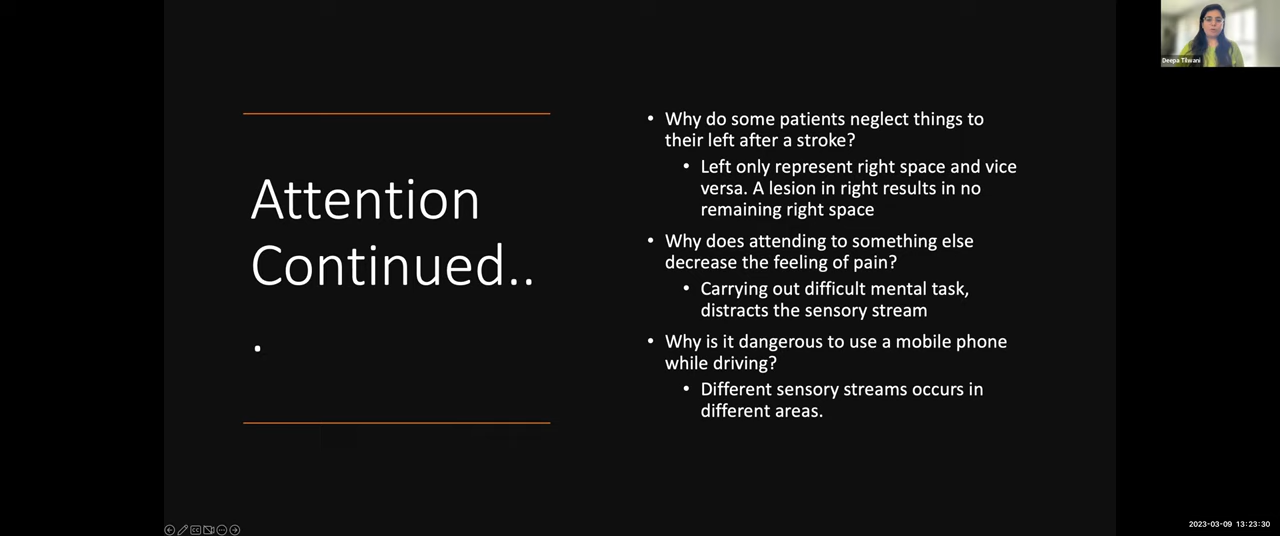 Attention
Continued..
.
• Why do some patients neglect things to
their left after a stroke?
• Left only represent right space and vice
versa. A lesion in right results in no
remaining right space
• Why does attending to something else
decrease the feeling of pain?
• Carrying out difficult mental task,
distracts the sensory stream
• Why is it dangerous to use a mobile phone
while driving?
• Different sensory streams occurs in
different areas.
Deepa Tilwani
2023-03-09 13:23:30